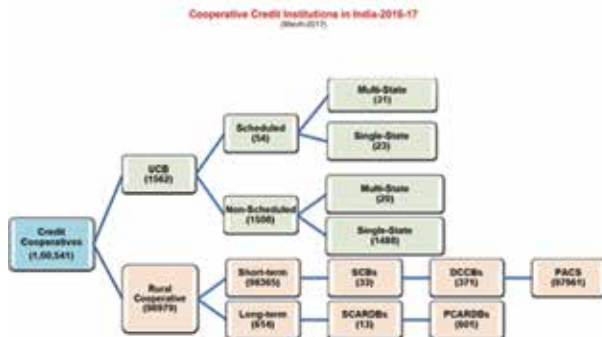 Cooperative Credit Institutions in India-2016-17
(March-2017)
Multi-State
(31)
Scheduled
(54)
Single-State
(23)
UCB
(1562)
Multi-State
(20)
Non-Scheduled
(1508)
Single-State
(1488)
Credit
Cooperatives
(1,00,541)
Short-term
(98365)
SCBs
(33)
DCCBs
(371)
PACS
(97961)
Rural
Cooperative
(98979)
Long-term
(614)
SCARDBs
(13)
PCARDBs
(601)